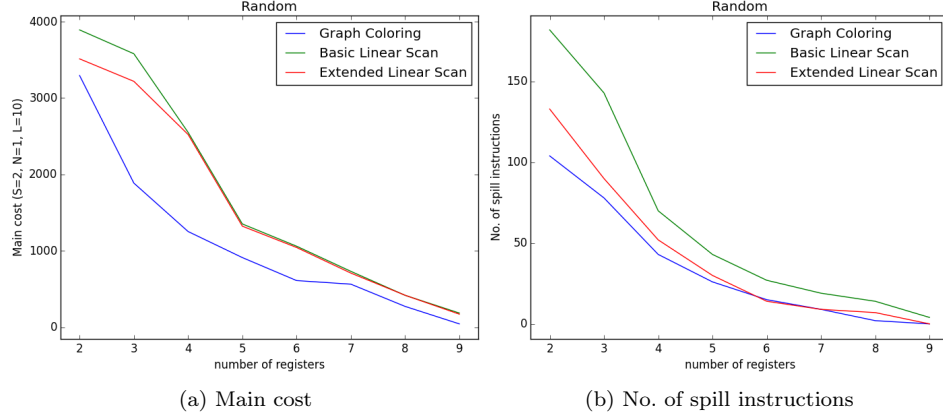 Random
Graph Coloring
Basic Linear Scan
Extended Linear Scan
Main cost (S=2, N=1, L=10)
4000
3000
2000
1000
0
2 3 4 5 6 7 8 9
number of registers
(a) Main cost
Random
Graph Coloring
Basic Linear Scan
Extended Linear Scan
No. of spill instructions
150
100
50
0
2 3 4 5 6 7 8 9
number of registers
(b) No. of spill instructions